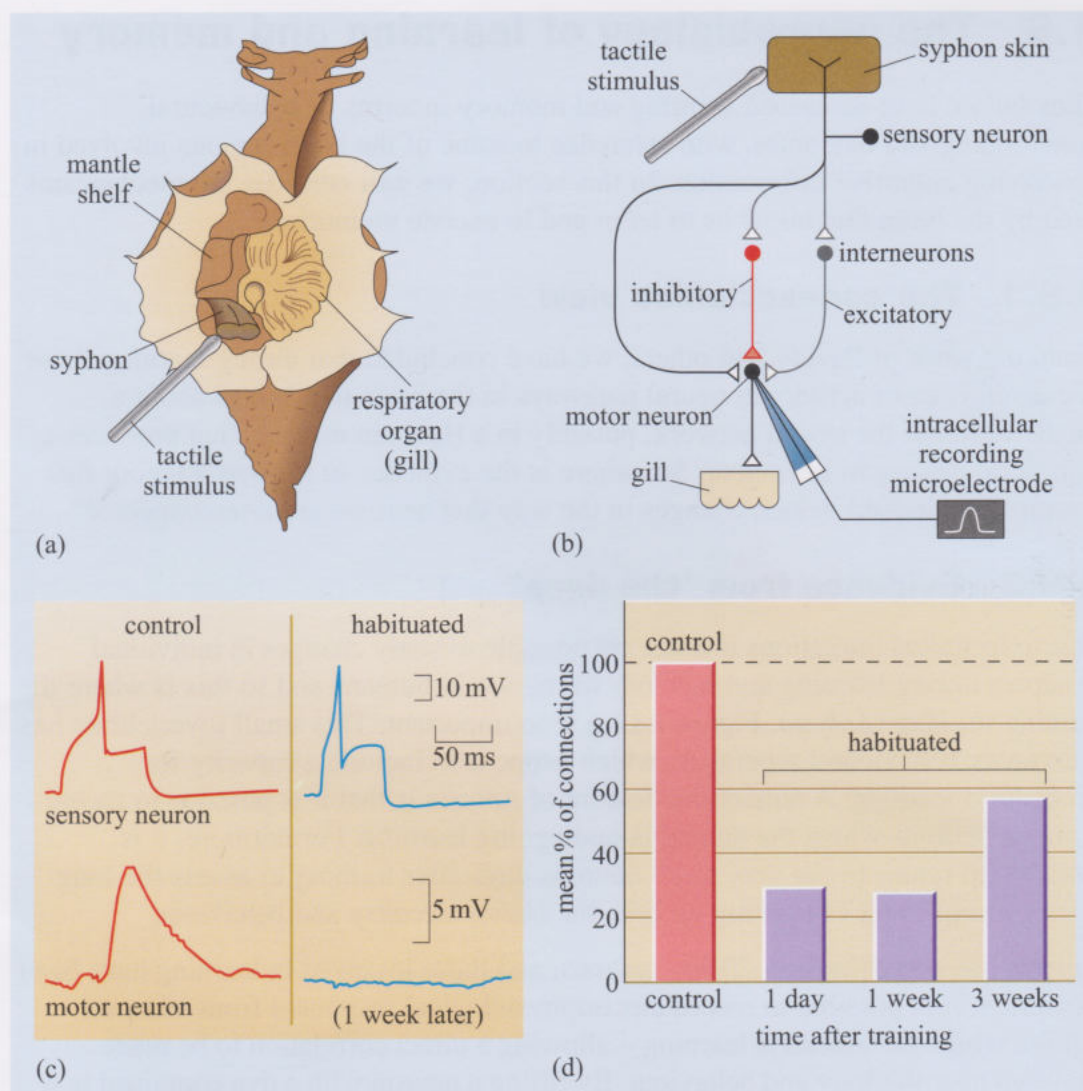 mantle
shelf
syphon
tactile
stimulus
respiratory
organ
(gill)
(a)
tactile
stimulus
syphon skin
sensory neuron
interneurons
inhibitory
excitatory
motor neuron
gill
intracellular
recording
microelectrode
(b)
control
habituated
10 mV
50 ms
sensory neuron
5 mV
motor neuron
(1 week later)
(c)
mean % of connections
control
100
80
60
40
20
0
habituated
control
1 day
1 week
3 weeks
time after training
(d)